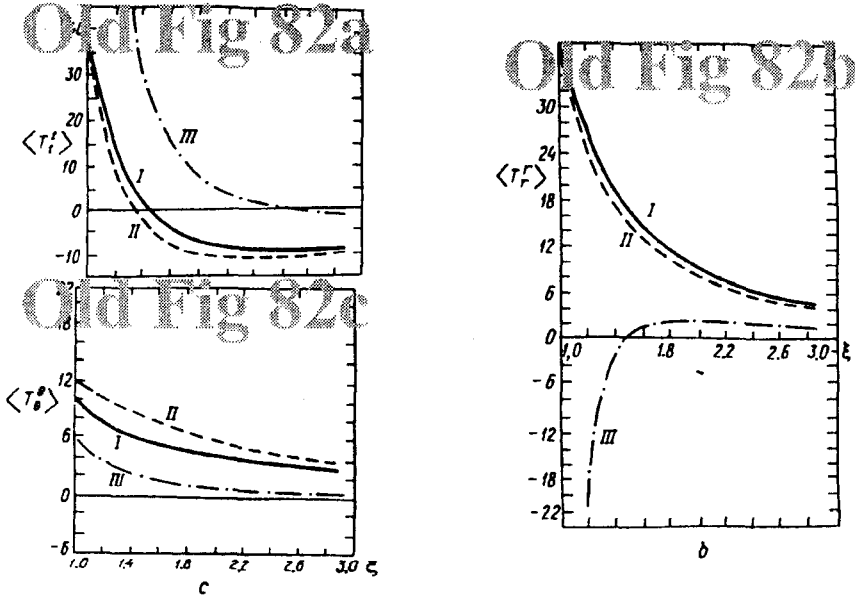 Old Fig 82a
30
20
10
0
-10
⟨T_t^t⟩
III
I
II
Old Fig 82c
22
18
12
6
0
-6
⟨T_θ^θ⟩
II
I
III
1,0 1,4 1,8 2,2 2,6 3,0 ξ
c
Old Fig 82b
30
24
18
12
6
0
-6
-12
-18
-22
⟨T_r^r⟩
I
II
1,0 1,4 1,8 2,2 2,6 3,0 ξ
III
b